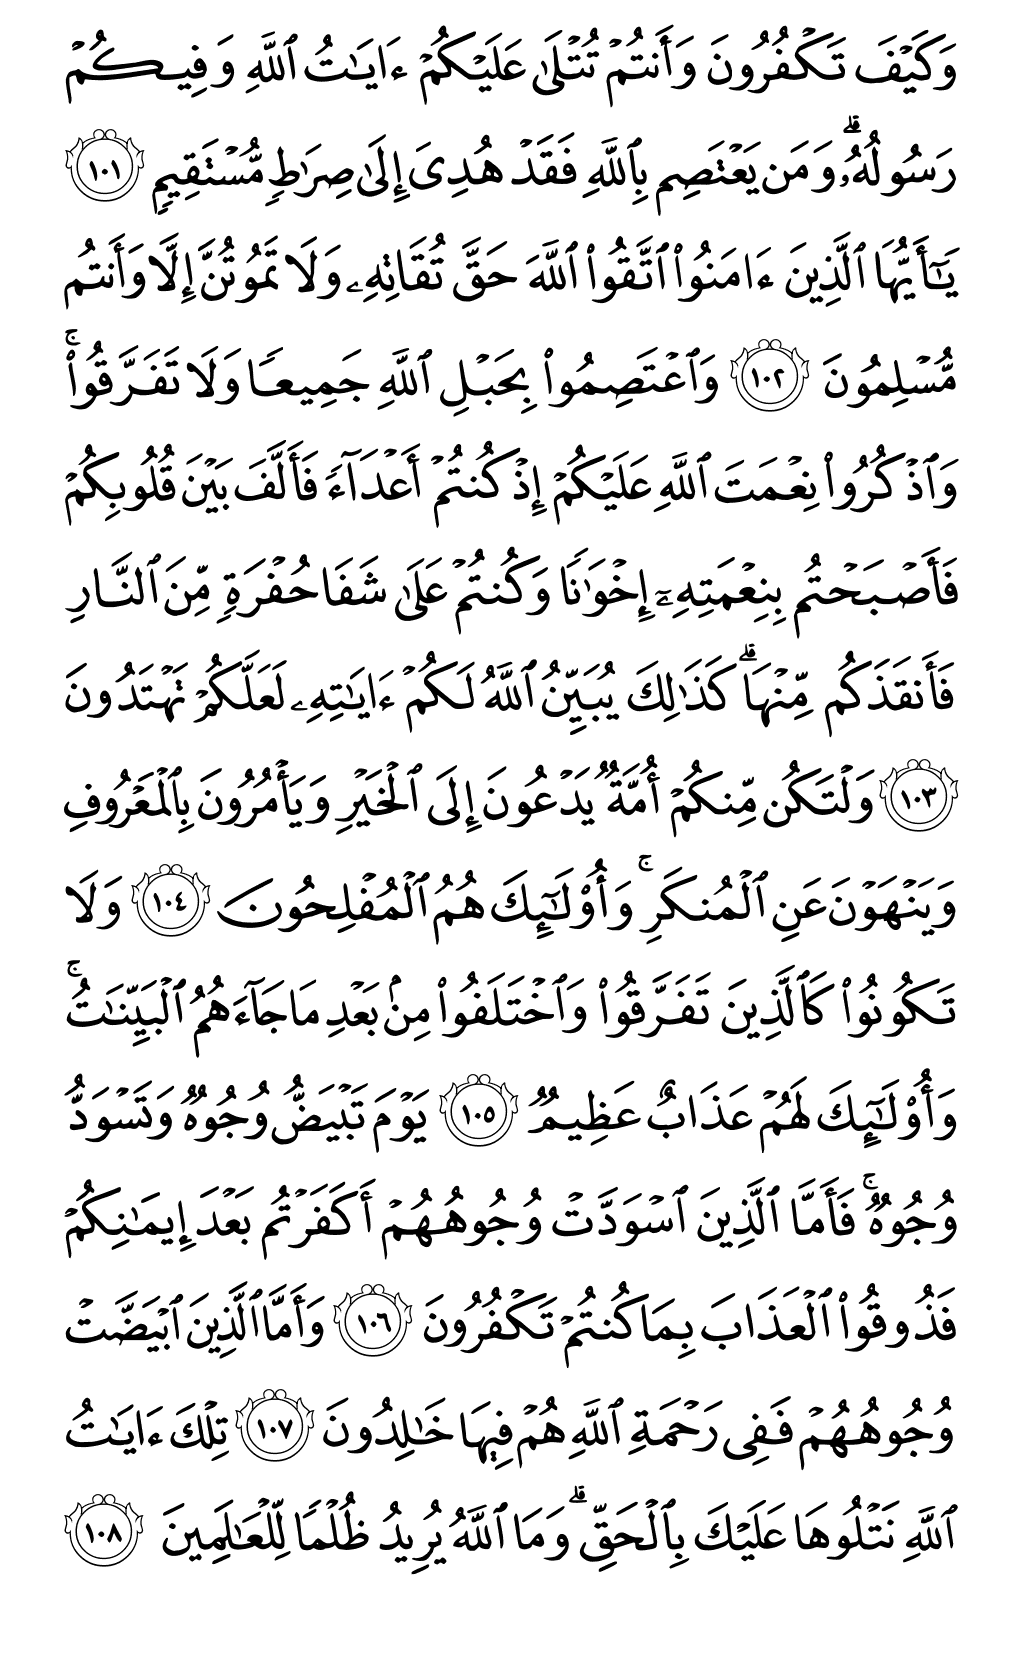 وَكَيۡفَ تَكۡفُرُونَ وَأَنتُمۡ تُتۡلَىٰ عَلَيۡكُمۡ ءَايَٰتُ ٱللَّهِ وَفِيكُمۡ
رَسُولُهُۥۗ وَمَن يَعۡتَصِم بِٱللَّهِ فَقَدۡ هُدِىَ إِلَىٰ صِرَٰطٖ مُّسۡتَقِيمٖ ١٠١
يَٰٓأَيُّهَا ٱلَّذِينَ ءَامَنُواْ ٱتَّقُواْ ٱللَّهَ حَقَّ تُقَاتِهِۦ وَلَا تَمُوتُنَّ إِلَّا وَأَنتُم
مُّسۡلِمُونَ ١٠٢ وَٱعۡتَصِمُواْ بِحَبۡلِ ٱللَّهِ جَمِيعٗا وَلَا تَفَرَّقُواْۚ
وَٱذۡكُرُواْ نِعۡمَتَ ٱللَّهِ عَلَيۡكُمۡ إِذۡ كُنتُمۡ أَعۡدَآءٗ فَأَلَّفَ بَيۡنَ قُلُوبِكُمۡ
فَأَصۡبَحۡتُم بِنِعۡمَتِهِۦٓ إِخۡوَٰنٗا وَكُنتُمۡ عَلَىٰ شَفَا حُفۡرَةٖ مِّنَ ٱلنَّارِ
فَأَنقَذَكُم مِّنۡهَاۗ كَذَٰلِكَ يُبَيِّنُ ٱللَّهُ لَكُمۡ ءَايَٰتِهِۦ لَعَلَّكُمۡ تَهۡتَدُونَ
١٠٣ وَلۡتَكُن مِّنكُمۡ أُمَّةٞ يَدۡعُونَ إِلَى ٱلۡخَيۡرِ وَيَأۡمُرُونَ بِٱلۡمَعۡرُوفِ
وَيَنۡهَوۡنَ عَنِ ٱلۡمُنكَرِۚ وَأُوْلَٰٓئِكَ هُمُ ٱلۡمُفۡلِحُونَ ١٠٤ وَلَا
تَكُونُواْ كَٱلَّذِينَ تَفَرَّقُواْ وَٱخۡتَلَفُواْ مِنۢ بَعۡدِ مَا جَآءَهُمُ ٱلۡبَيِّنَٰتُۚ
وَأُوْلَٰٓئِكَ لَهُمۡ عَذَابٌ عَظِيمٞ ١٠٥ يَوۡمَ تَبۡيَضُّ وُجُوهٞ وَتَسۡوَدُّ
وُجُوهٞۚ فَأَمَّا ٱلَّذِينَ ٱسۡوَدَّتۡ وُجُوهُهُمۡ أَكَفَرۡتُم بَعۡدَ إِيمَٰنِكُمۡ
فَذُوقُواْ ٱلۡعَذَابَ بِمَا كُنتُمۡ تَكۡفُرُونَ ١٠٦ وَأَمَّا ٱلَّذِينَ ٱبۡيَضَّتۡ
وُجُوهُهُمۡ فَفِى رَحۡمَةِ ٱللَّهِ هُمۡ فِيهَا خَٰلِدُونَ ١٠٧ تِلۡكَ ءَايَٰتُ
ٱللَّهِ نَتۡلُوهَا عَلَيۡكَ بِٱلۡحَقِّۗ وَمَا ٱللَّهُ يُرِيدُ ظُلۡمٗا لِّلۡعَٰلَمِينَ ١٠٨